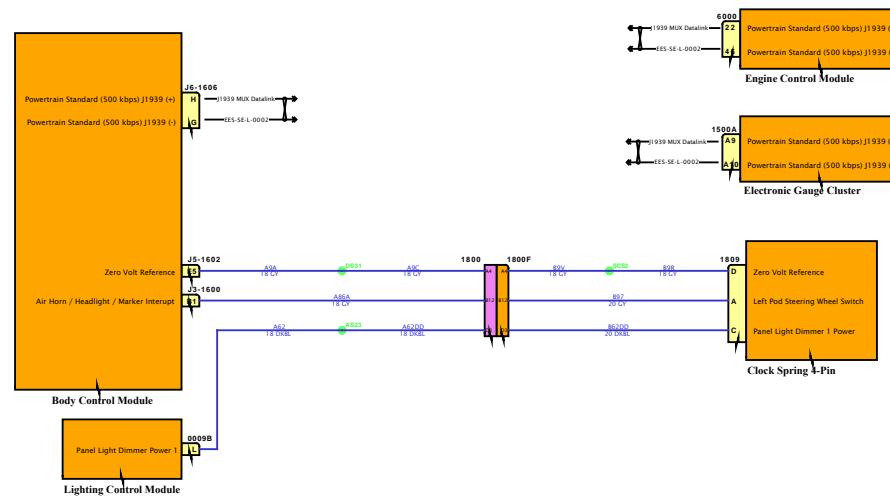 6000
J1939 MUX Datalink
22
Powertrain Standard (500 kbps) J1939 (
EES-SE-L-0002
46
Powertrain Standard (500 kbps) J1939 (
Engine Control Module
J6-1606
Powertrain Standard (500 kbps) J1939 (+)
H
J1939 MUX Datalink
Powertrain Standard (500 kbps) J1939 (-)
G
EES-SE-L-0002
1500A
J1939 MUX Datalink
A9
Powertrain Standard (500 kbps) J1939 (
EES-SE-L-0002
A10
Powertrain Standard (500 kbps) J1939 (
Electronic Gauge Cluster
J5-1602
1800
1800F
1809
Zero Volt Reference
E5
A9A
18 GY
DS31
A9C
18 GY
A4
A4
B9V
18 GY
SCS2
B9R
18 GY
D
Zero Volt Reference
J3-1600
Air Horn / Headlight / Marker Interupt
B1
A86A
18 GY
B12
B12
B97
20 GY
A
Left Pod Steering Wheel Switch
A62
18 DKBL
AS23
A62DD
18 DKBL
B62DD
20 DKBL
C
Panel Light Dimmer 1 Power
Clock Spring 4-Pin
Body Control Module
0009B
Panel Light Dimmer Power 1
L
Lighting Control Module